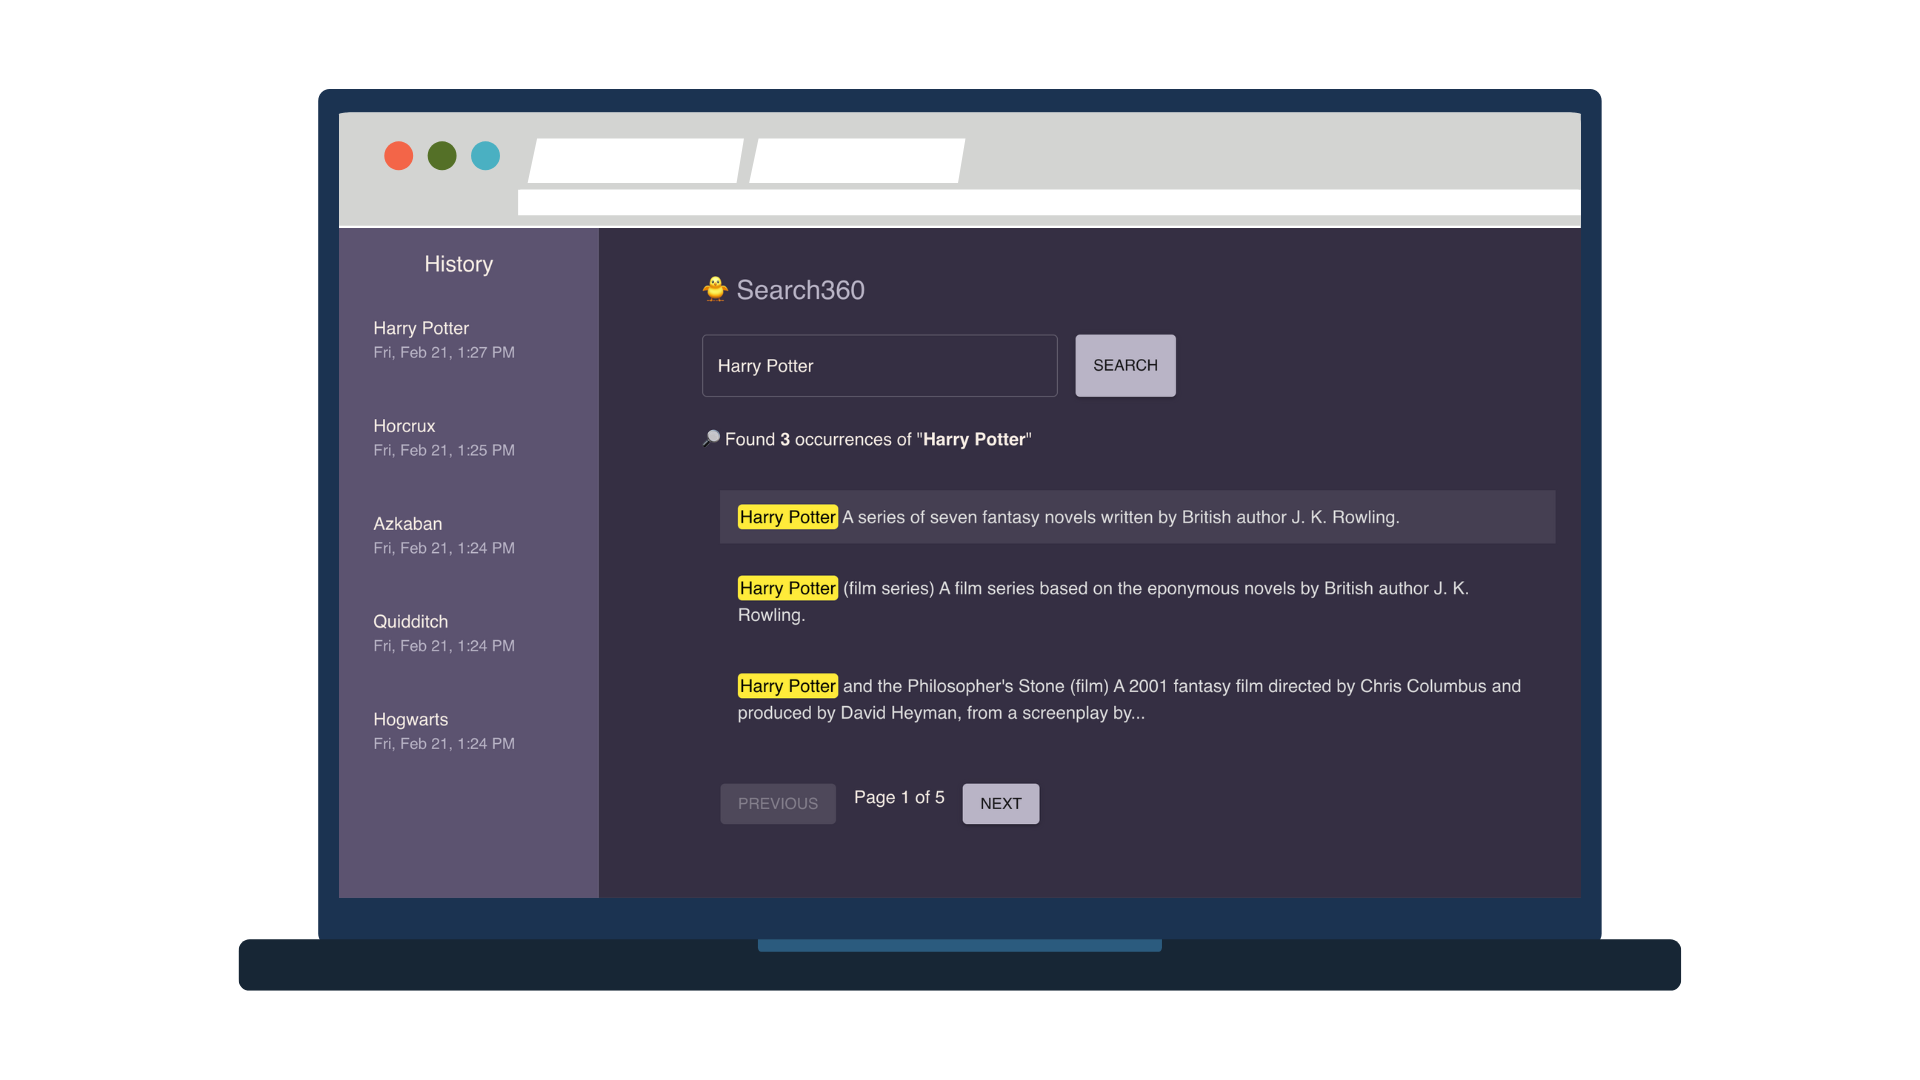 History
Harry Potter
Fri, Feb 21, 1:27 PM
Horcrux
Fri, Feb 21, 1:25 PM
Azkaban
Fri, Feb 21, 1:24 PM
Quidditch
Fri, Feb 21, 1:24 PM
Hogwarts
Fri, Feb 21, 1:24 PM
Search360
Harry Potter
SEARCH
Found 3 occurrences of "Harry Potter"
Harry Potter A series of seven fantasy novels written by British author J. K. Rowling.
Harry Potter (film series) A film series based on the eponymous novels by British author J. K.
Rowling.
Harry Potter and the Philosopher's Stone (film) A 2001 fantasy film directed by Chris Columbus and
produced by David Heyman, from a screenplay by...
PREVIOUS
Page 1 of 5
NEXT